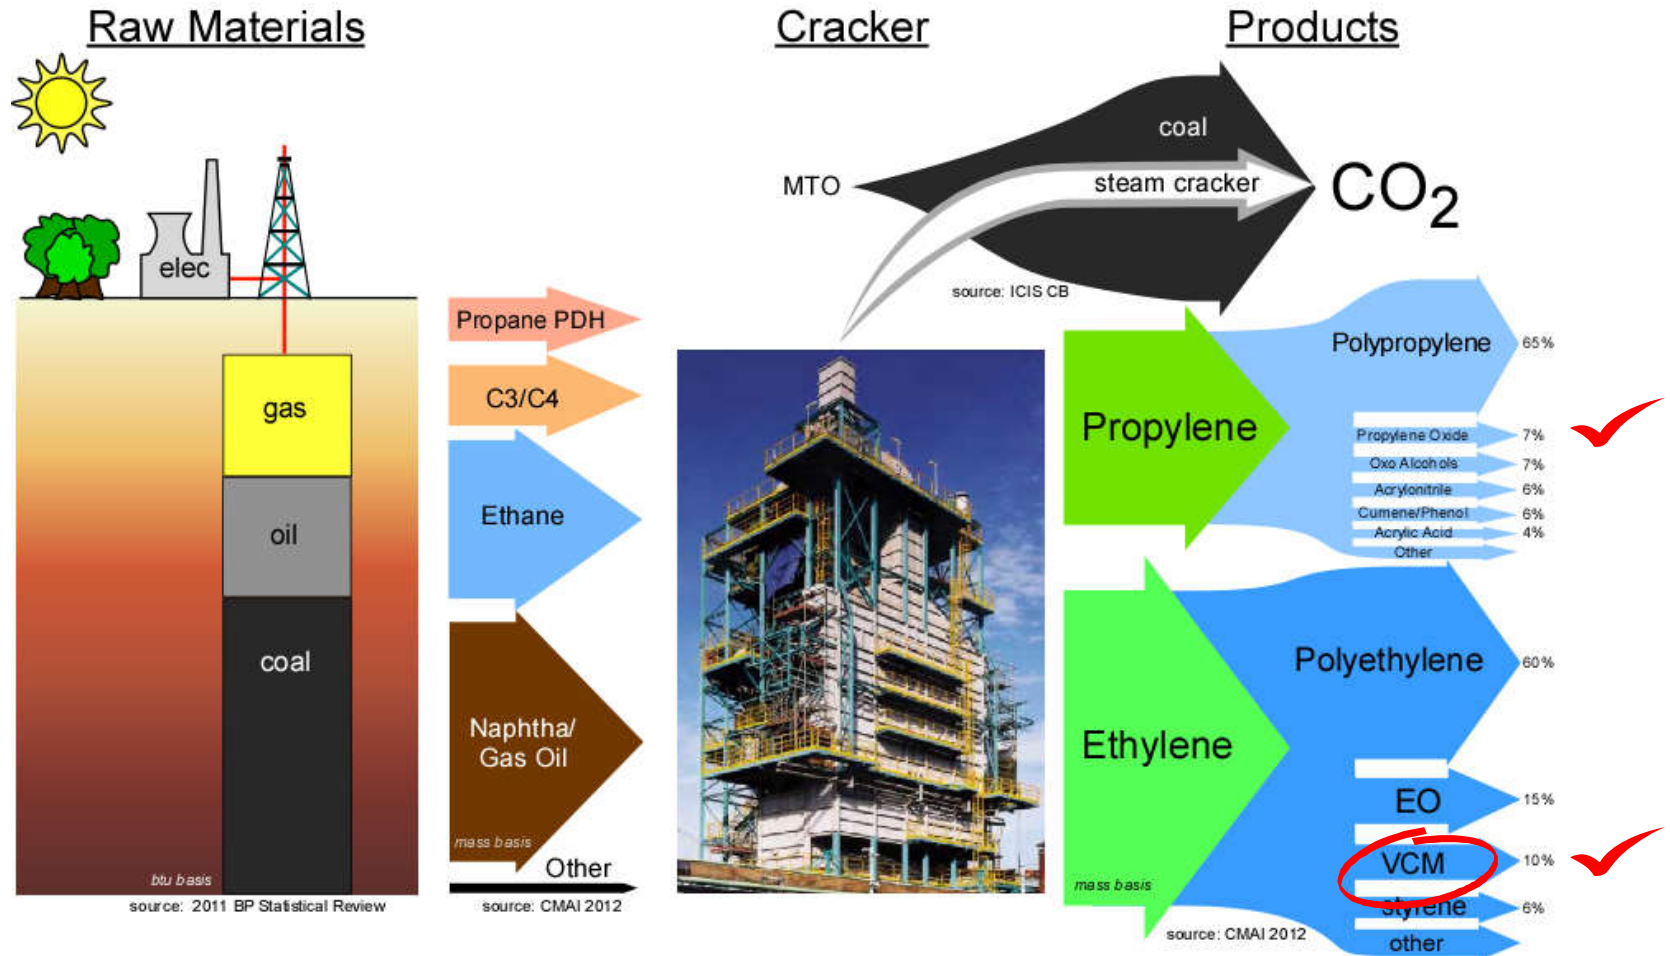 Raw Materials
Cracker
Products
coal
MTO
steam cracker
CO2
source: ICIS CB
elec
gas
oil
coal
btu basis
source: 2011 BP Statistical Review
Propane PDH
C3/C4
Ethane
Naphtha/
Gas Oil
mass basis
Other
source: CMAI 2012
Propylene
Polypropylene
65%
Propylene Oxide
7%
Oxo Alcohols
7%
Acrylonitrile
6%
Cumene/Phenol
6%
Acrylic Acid
4%
Other
Ethylene
mass basis
Polyethylene
60%
EO
15%
VCM
10%
styrene
6%
other
source: CMAI 2012